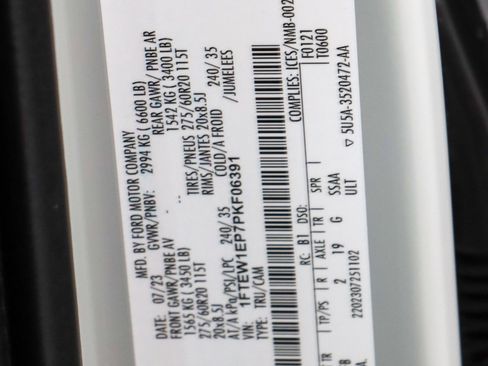 MFD. BY FORD MOTOR COMPANY
DATE: 07/23 GVWR/PNBV: 2994 KG ( 6600 LB)
FRONT GAWR/PNBE AV REAR GAWR/ PNBE AR
1565 KG ( 3450 LB) 1542 KG ( 3400 LB)
275/60R20 115T TIRES/PNEUS 275/60R20 115T
20x8.5J RIMS/JANTES 20x8.5J
AT/A kPa/PSI/LPC 240/ 35 COLD/A FROID 240/ 35
VIN: 1FTEW1EP7PKF06391 /JUMELEES
TYPE: TRU/CAM
COMPLIES: ICES/NMB-002
F0121
RC: B1 DSO: T0600
TR | TP/PS | R | AXLE | TR | SPR
B 2 19 G S5AA ▽ 5U5A-3520472-AA
A. 2202307251102 ULT